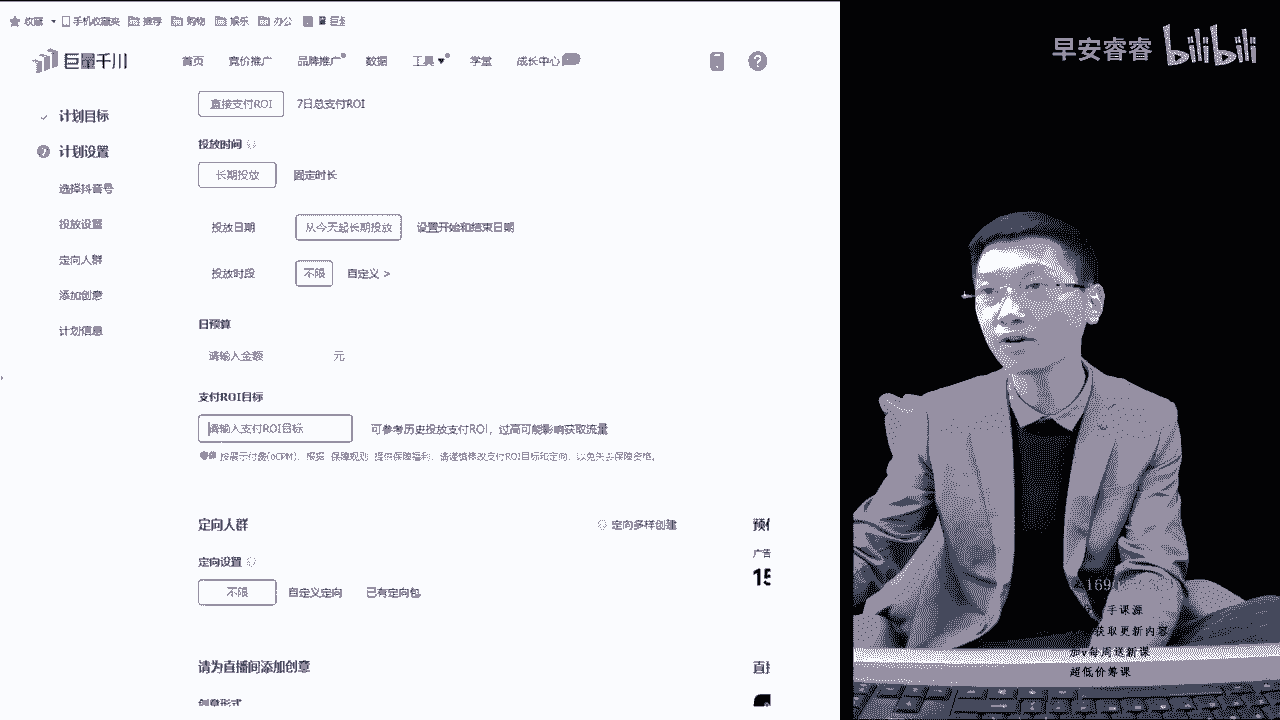 收藏 手机收藏夹 推荐 购物 娱乐 办公
早安睿睿 bilibili
巨量千川 首页 竞价推广 品牌推广 数据 工具 学堂 成长中心
直接支付ROI 7日总支付ROI
计划目标
计划设置
选择抖音号
投放设置
定向人群
添加创意
计划信息
投放时间
长期投放 固定时长
投放日期 从今天起长期投放 设置开始和结束日期
投放时段 不限 自定义 >
日预算
请输入金额 元
支付ROI目标
请输入支付ROI目标 可参考历史投放支付ROI，过高可能影响获取流量
按展示付费(oCPM)，根据 保障规则 提供保障福利，请谨慎修改支付ROI目标和定向，以免失去保障资格。
定向人群 定向多样创建
定向设置
不限 自定义定向 已有定向包
请为直播间添加创意
创意形式
广告
15
169
手课源
获取更新内容
加v每周送新课
超低价筹课